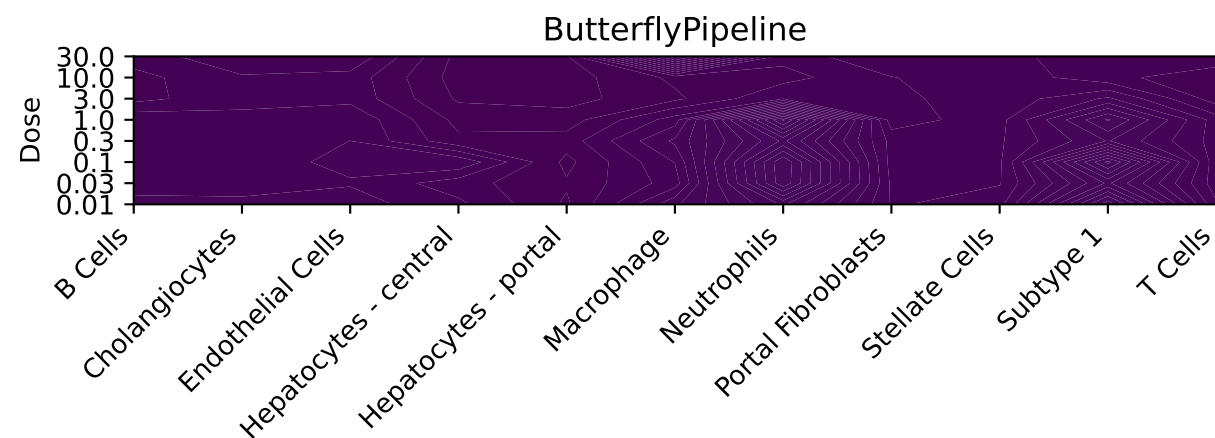 ButterflyPipeline
Dose
30.0
10.0
3.0
1.0
0.3
0.1
0.03
0.01
B Cells
Cholangiocytes
Endothelial Cells
Hepatocytes - central
Hepatocytes - portal
Macrophage
Neutrophils
Portal Fibroblasts
Stellate Cells
Subtype 1
T Cells